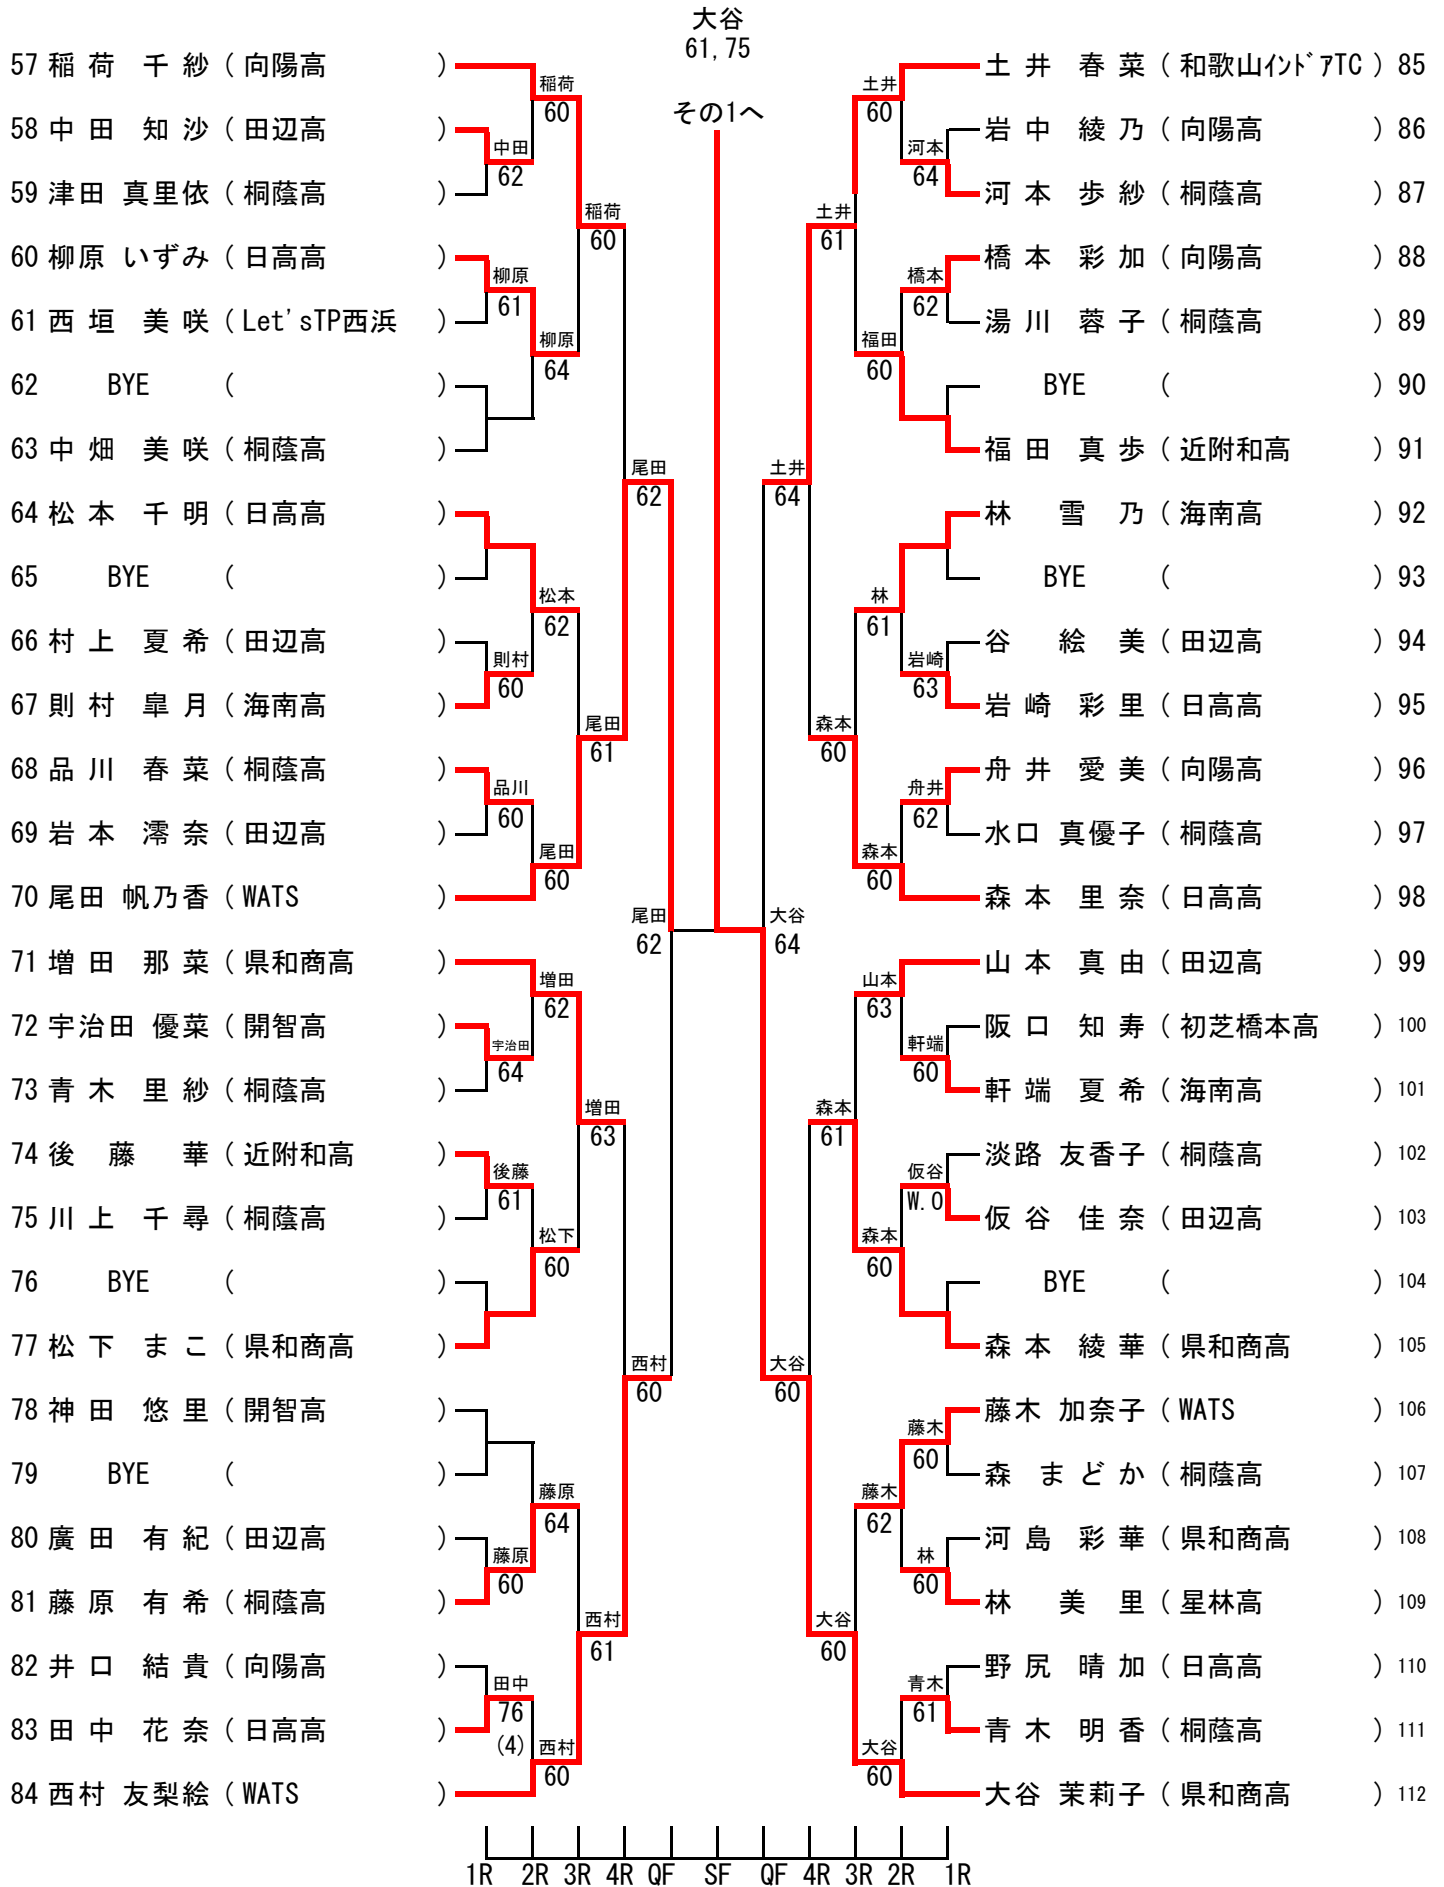 大谷
61,75
その1へ
57 稲荷 千紗 ( 向陽高 )
58 中田 知沙 ( 田辺高 )
59 津田 真里依 ( 桐蔭高 )
60 柳原 いずみ ( 日高高 )
61 西垣 美咲 ( Let'sTP西浜 )
62 BYE ( )
63 中畑 美咲 ( 桐蔭高 )
64 松本 千明 ( 日高高 )
65 BYE ( )
66 村上 夏希 ( 田辺高 )
67 則村 皐月 ( 海南高 )
68 品川 春菜 ( 桐蔭高 )
69 岩本 澪奈 ( 田辺高 )
70 尾田 帆乃香 ( WATS )
71 増田 那菜 ( 県和商高 )
72 宇治田 優菜 ( 開智高 )
73 青木 里紗 ( 桐蔭高 )
74 後藤 華 ( 近附和高 )
75 川上 千尋 ( 桐蔭高 )
76 BYE ( )
77 松下 まこ ( 県和商高 )
78 神田 悠里 ( 開智高 )
79 BYE ( )
80 廣田 有紀 ( 田辺高 )
81 藤原 有希 ( 桐蔭高 )
82 井口 結貴 ( 向陽高 )
83 田中 花奈 ( 日高高 )
84 西村 友梨絵 ( WATS )
中田
62
柳原
61
則村
60
品川
60
宇治田
64
後藤
61
藤原
60
田中
76
(4)
稲荷
60
柳原
64
松本
62
尾田
60
増田
62
松下
60
藤原
64
西村
60
稲荷
60
尾田
61
増田
63
西村
61
尾田
62
西村
60
尾田
62
大谷
64
土井
64
大谷
60
土井
61
森本
60
森本
61
大谷
60
土井
60
福田
60
林
61
森本
60
山本
63
森本
60
藤木
62
大谷
60
河本
64
橋本
62
岩崎
63
舟井
62
軒端
60
仮谷
W.O
藤木
60
林
60
青木
61
土井 春菜 ( 和歌山ｲﾝﾄﾞｱTC ) 85
岩中 綾乃 ( 向陽高 ) 86
河本 歩紗 ( 桐蔭高 ) 87
橋本 彩加 ( 向陽高 ) 88
湯川 蓉子 ( 桐蔭高 ) 89
BYE ( ) 90
福田 真歩 ( 近附和高 ) 91
林 雪乃 ( 海南高 ) 92
BYE ( ) 93
谷 絵美 ( 田辺高 ) 94
岩崎 彩里 ( 日高高 ) 95
舟井 愛美 ( 向陽高 ) 96
水口 真優子 ( 桐蔭高 ) 97
森本 里奈 ( 日高高 ) 98
山本 真由 ( 田辺高 ) 99
阪口 知寿 ( 初芝橋本高 ) 100
軒端 夏希 ( 海南高 ) 101
淡路 友香子 ( 桐蔭高 ) 102
仮谷 佳奈 ( 田辺高 ) 103
BYE ( ) 104
森本 綾華 ( 県和商高 ) 105
藤木 加奈子 ( WATS ) 106
森 まどか ( 桐蔭高 ) 107
河島 彩華 ( 県和商高 ) 108
林 美里 ( 星林高 ) 109
野尻 晴加 ( 日高高 ) 110
青木 明香 ( 桐蔭高 ) 111
大谷 茉莉子 ( 県和商高 ) 112
1R 2R 3R 4R QF SF QF 4R 3R 2R 1R